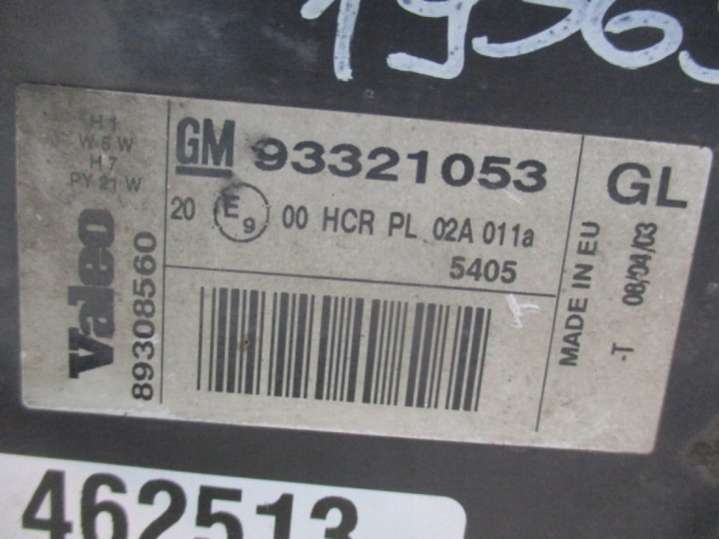 H 1
W 5 W
H 7
PY 21 W
Valeo
89308560
GM 93321053
20 E9 00 HCR PL 02A 011a
5405
GL
MADE IN EU
08/04/03
-T
462513